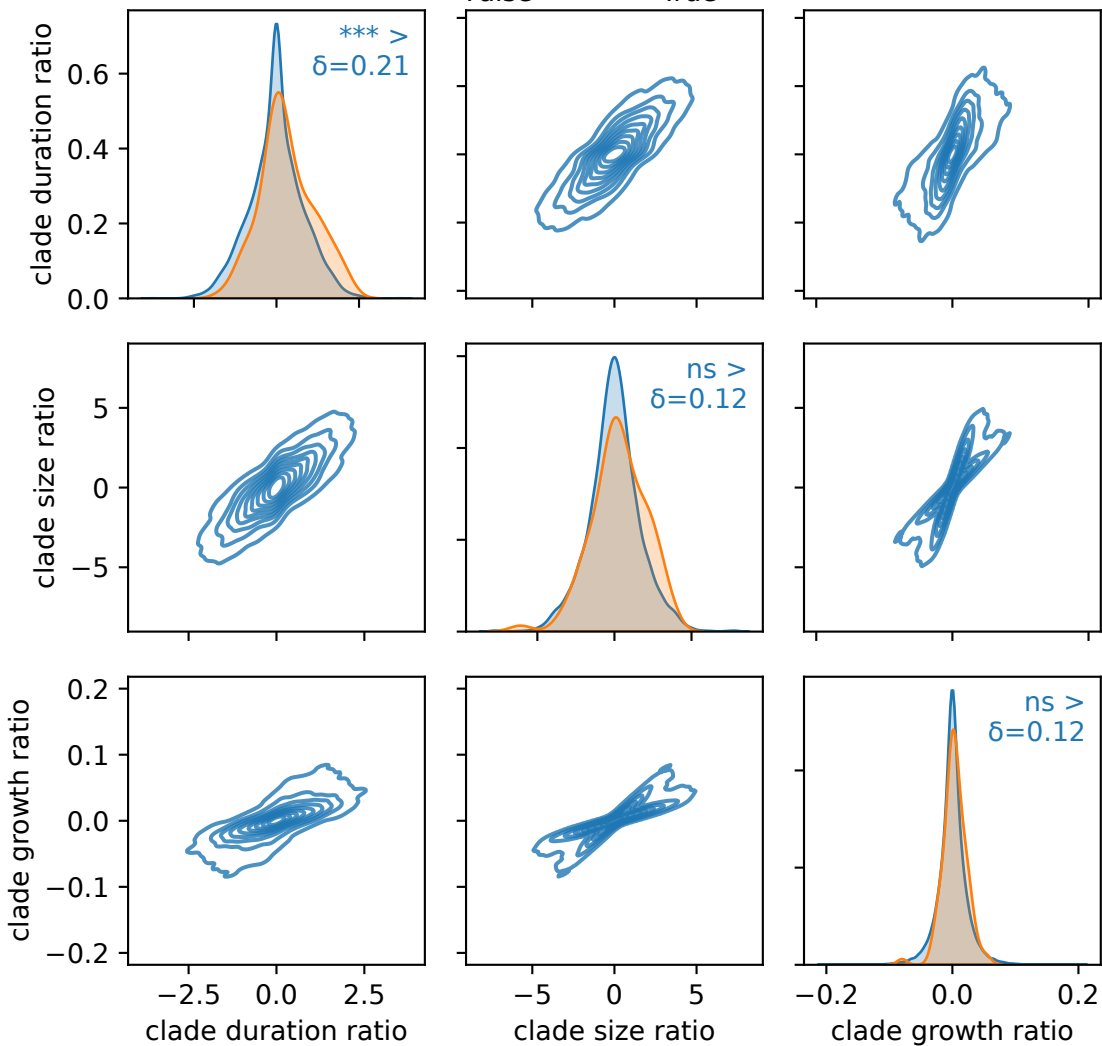 clade duration ratio
0.6
0.4
0.2
0.0
*** >
δ=0.21
clade size ratio
5
0
−5
ns >
δ=0.12
clade growth ratio
0.2
0.1
0.0
−0.1
−0.2
ns >
δ=0.12
−2.5 0.0 2.5
−5 0 5
−0.2 0.0 0.2
clade duration ratio
clade size ratio
clade growth ratio